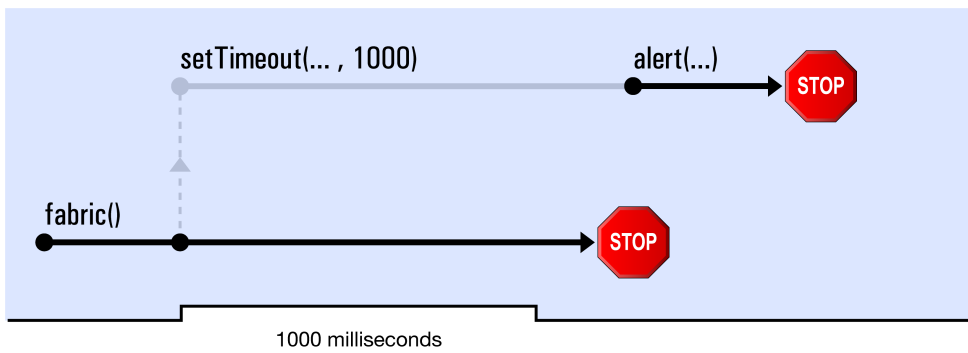 setTimeout(... , 1000)
alert(...)
STOP
fabric()
STOP
1000 milliseconds